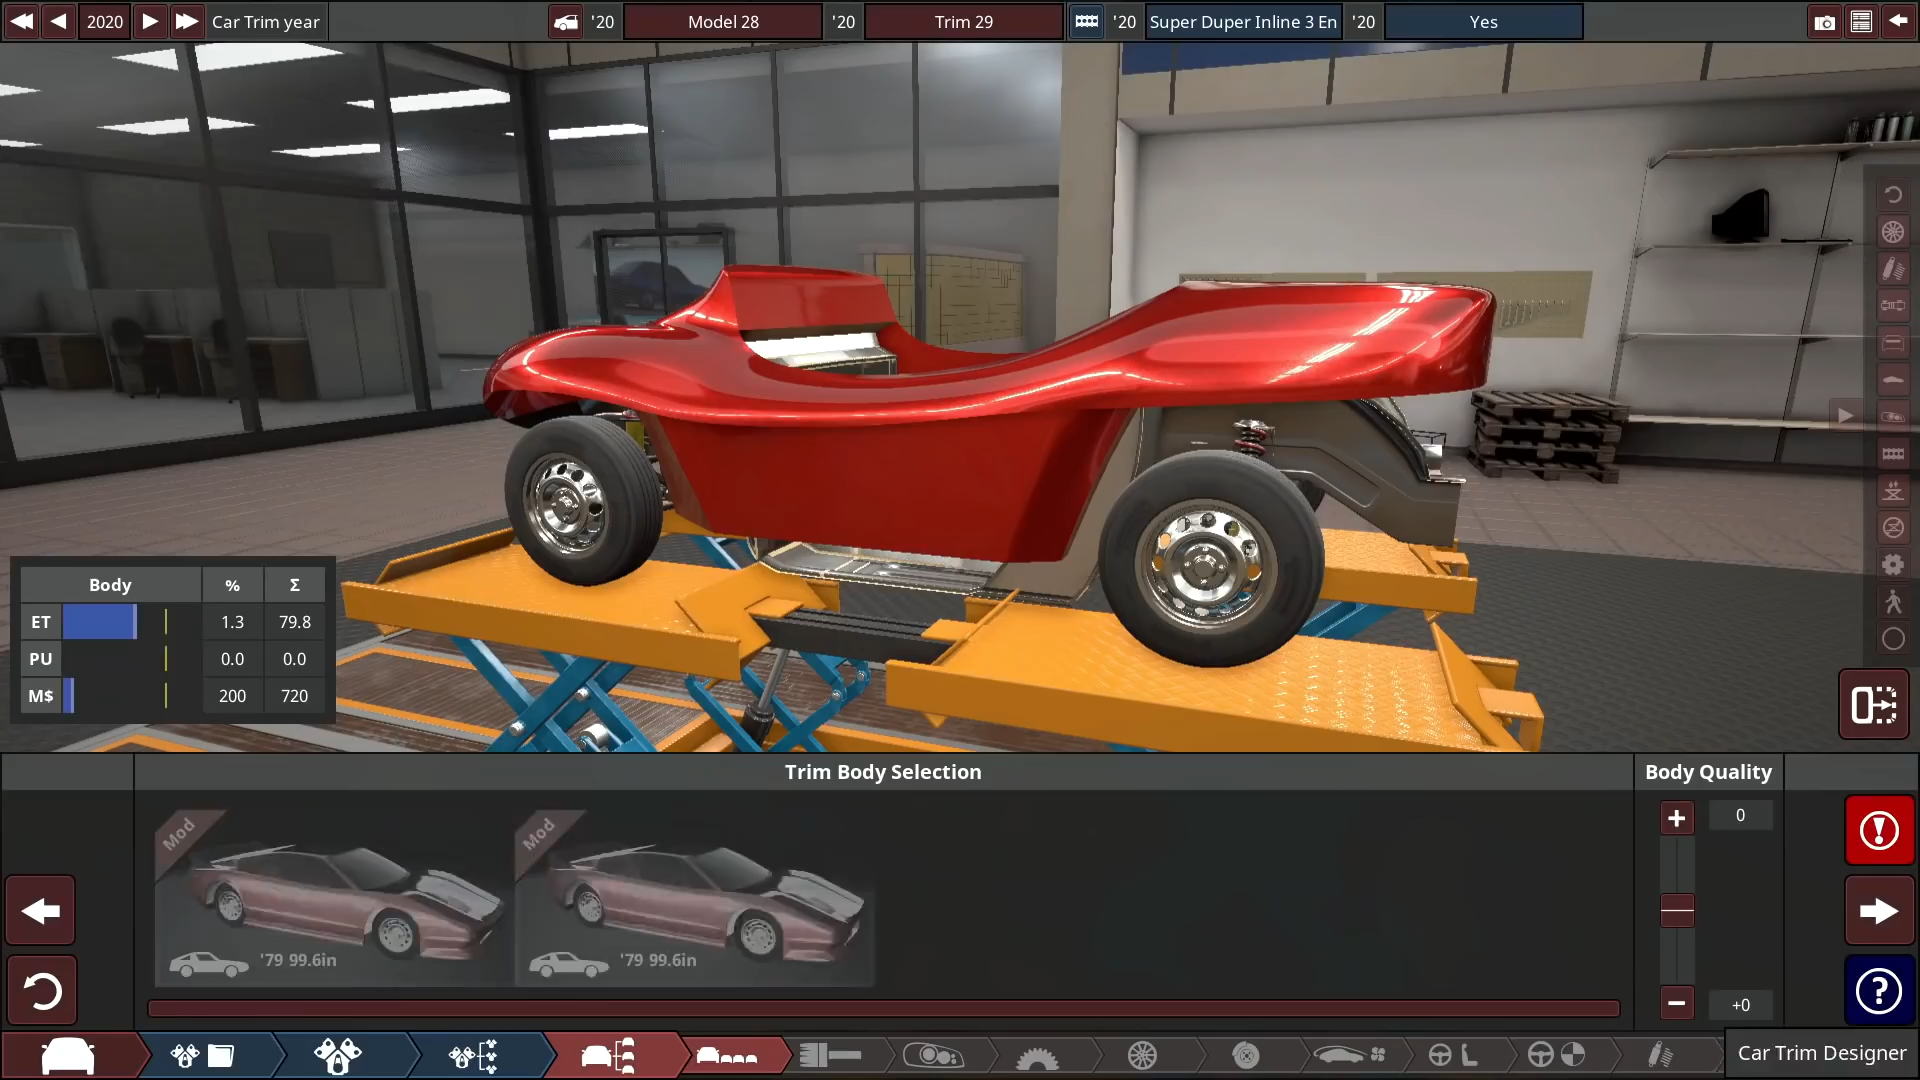 2020
Car Trim year
'20
Model 28
'20
Trim 29
'20
Super Duper Inline 3 En
'20
Yes
Body % Σ
ET 1.3 79.8
PU 0.0 0.0
M$ 200 720
Trim Body Selection
Body Quality
Mod
'79 99.6in
Mod
'79 99.6in
0
+0
Car Trim Designer